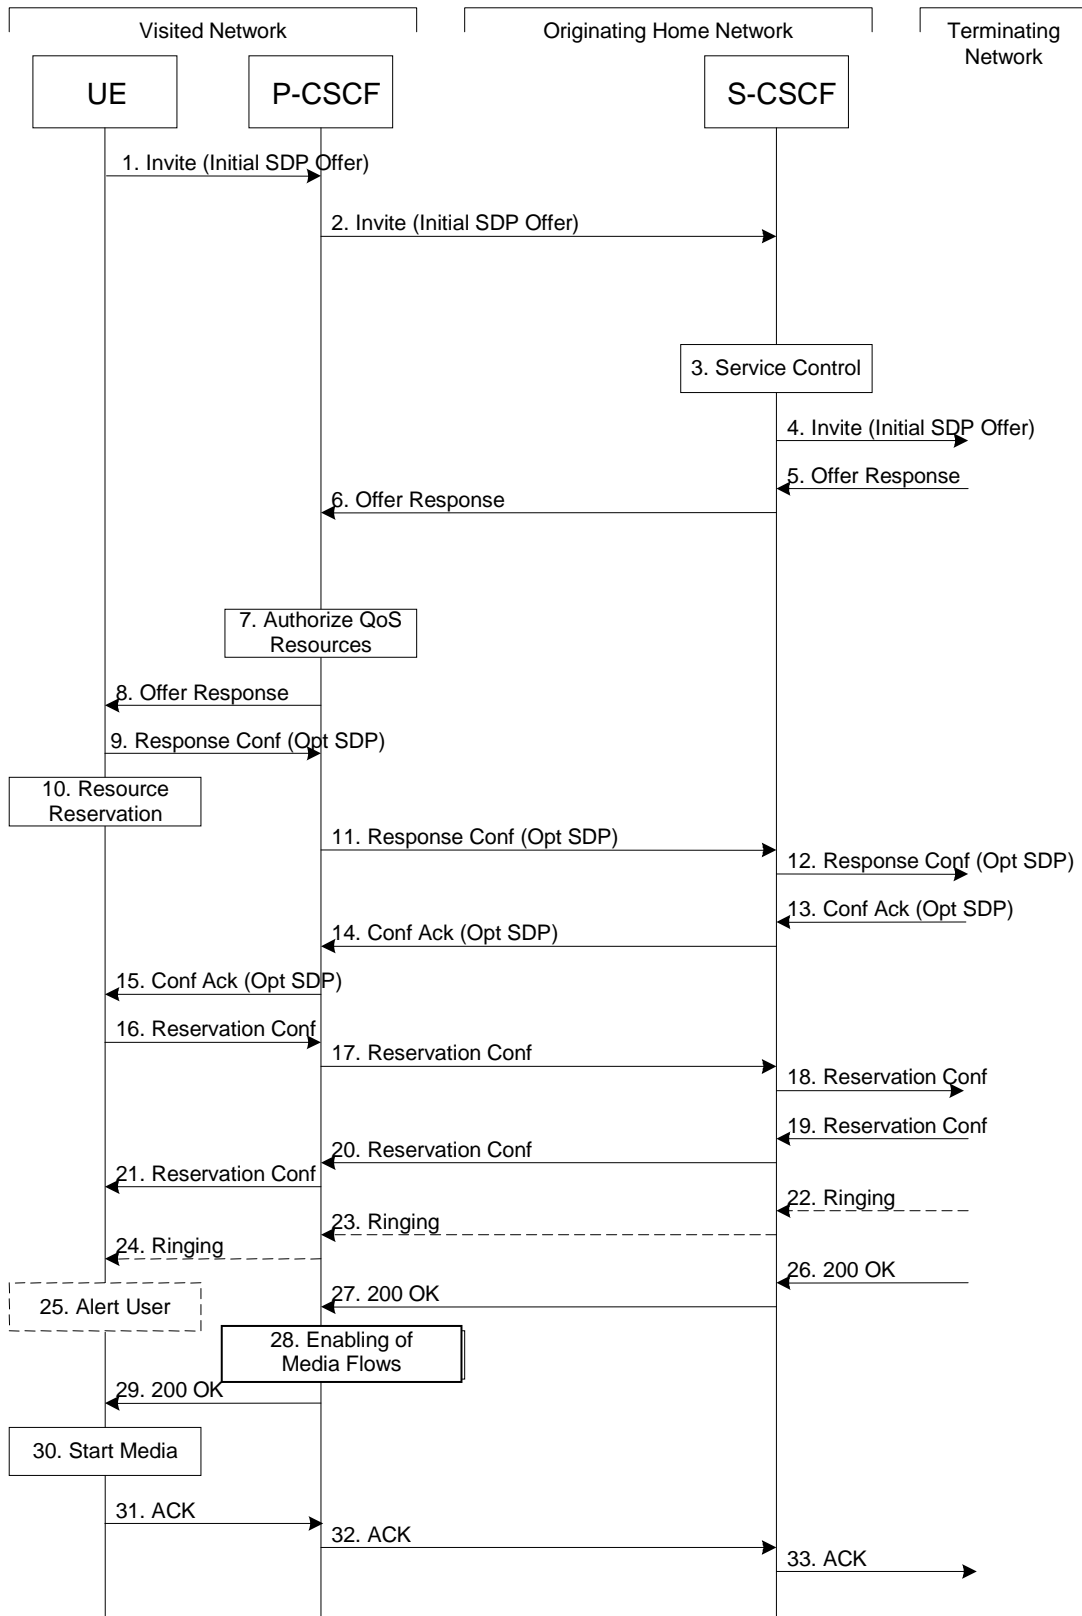 Visited Network
Originating Home Network
Terminating
Network
UE
P-CSCF
S-CSCF
1. Invite (Initial SDP Offer)
2. Invite (Initial SDP Offer)
3. Service Control
4. Invite (Initial SDP Offer)
5. Offer Response
6. Offer Response
7. Authorize QoS
Resources
8. Offer Response
9. Response Conf (Opt SDP)
10. Resource
Reservation
11. Response Conf (Opt SDP)
12. Response Conf (Opt SDP)
13. Conf Ack (Opt SDP)
14. Conf Ack (Opt SDP)
15. Conf Ack (Opt SDP)
16. Reservation Conf
17. Reservation Conf
18. Reservation Conf
19. Reservation Conf
20. Reservation Conf
21. Reservation Conf
22. Ringing
23. Ringing
24. Ringing
25. Alert User
26. 200 OK
27. 200 OK
28. Enabling of
Media Flows
29. 200 OK
30. Start Media
31. ACK
32. ACK
33. ACK